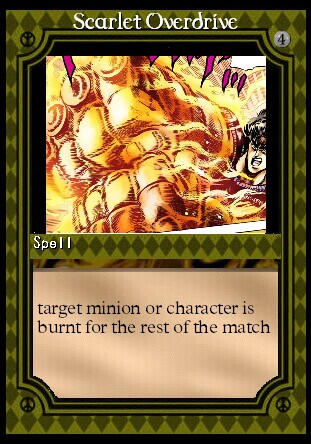 Scarlet Overdrive
4
Spell
target minion or character is
burnt for the rest of the match